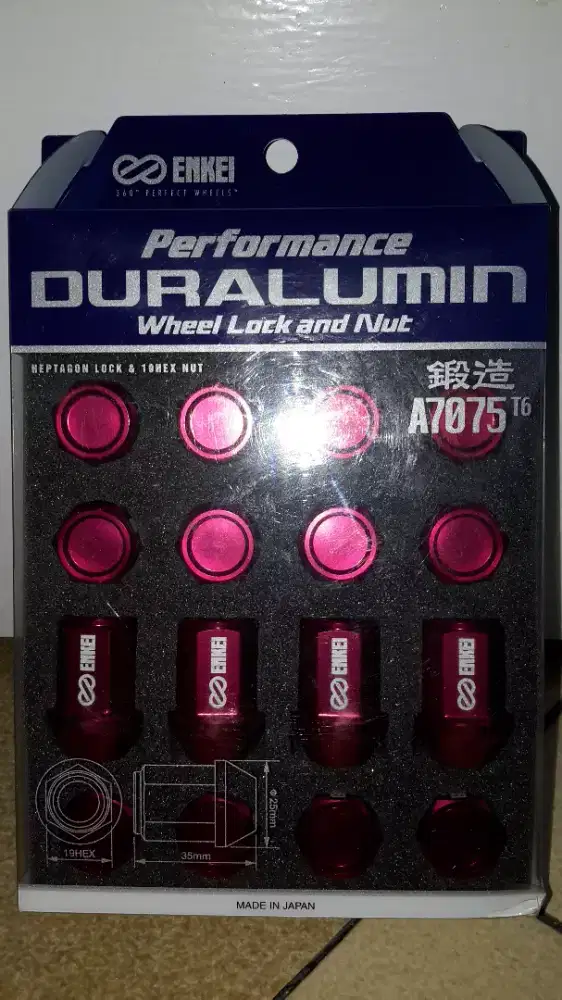 ENKEI
360° PERFECT WHEELS™
Performance
DURALUMIN
Wheel Lock and Nut
HEPTAGON LOCK & 19HEX NUT
鍛造
A7075 T6
ENKEI
ENKEI
ENKEI
ENKEI
19HEX
35mm
φ25mm
MADE IN JAPAN